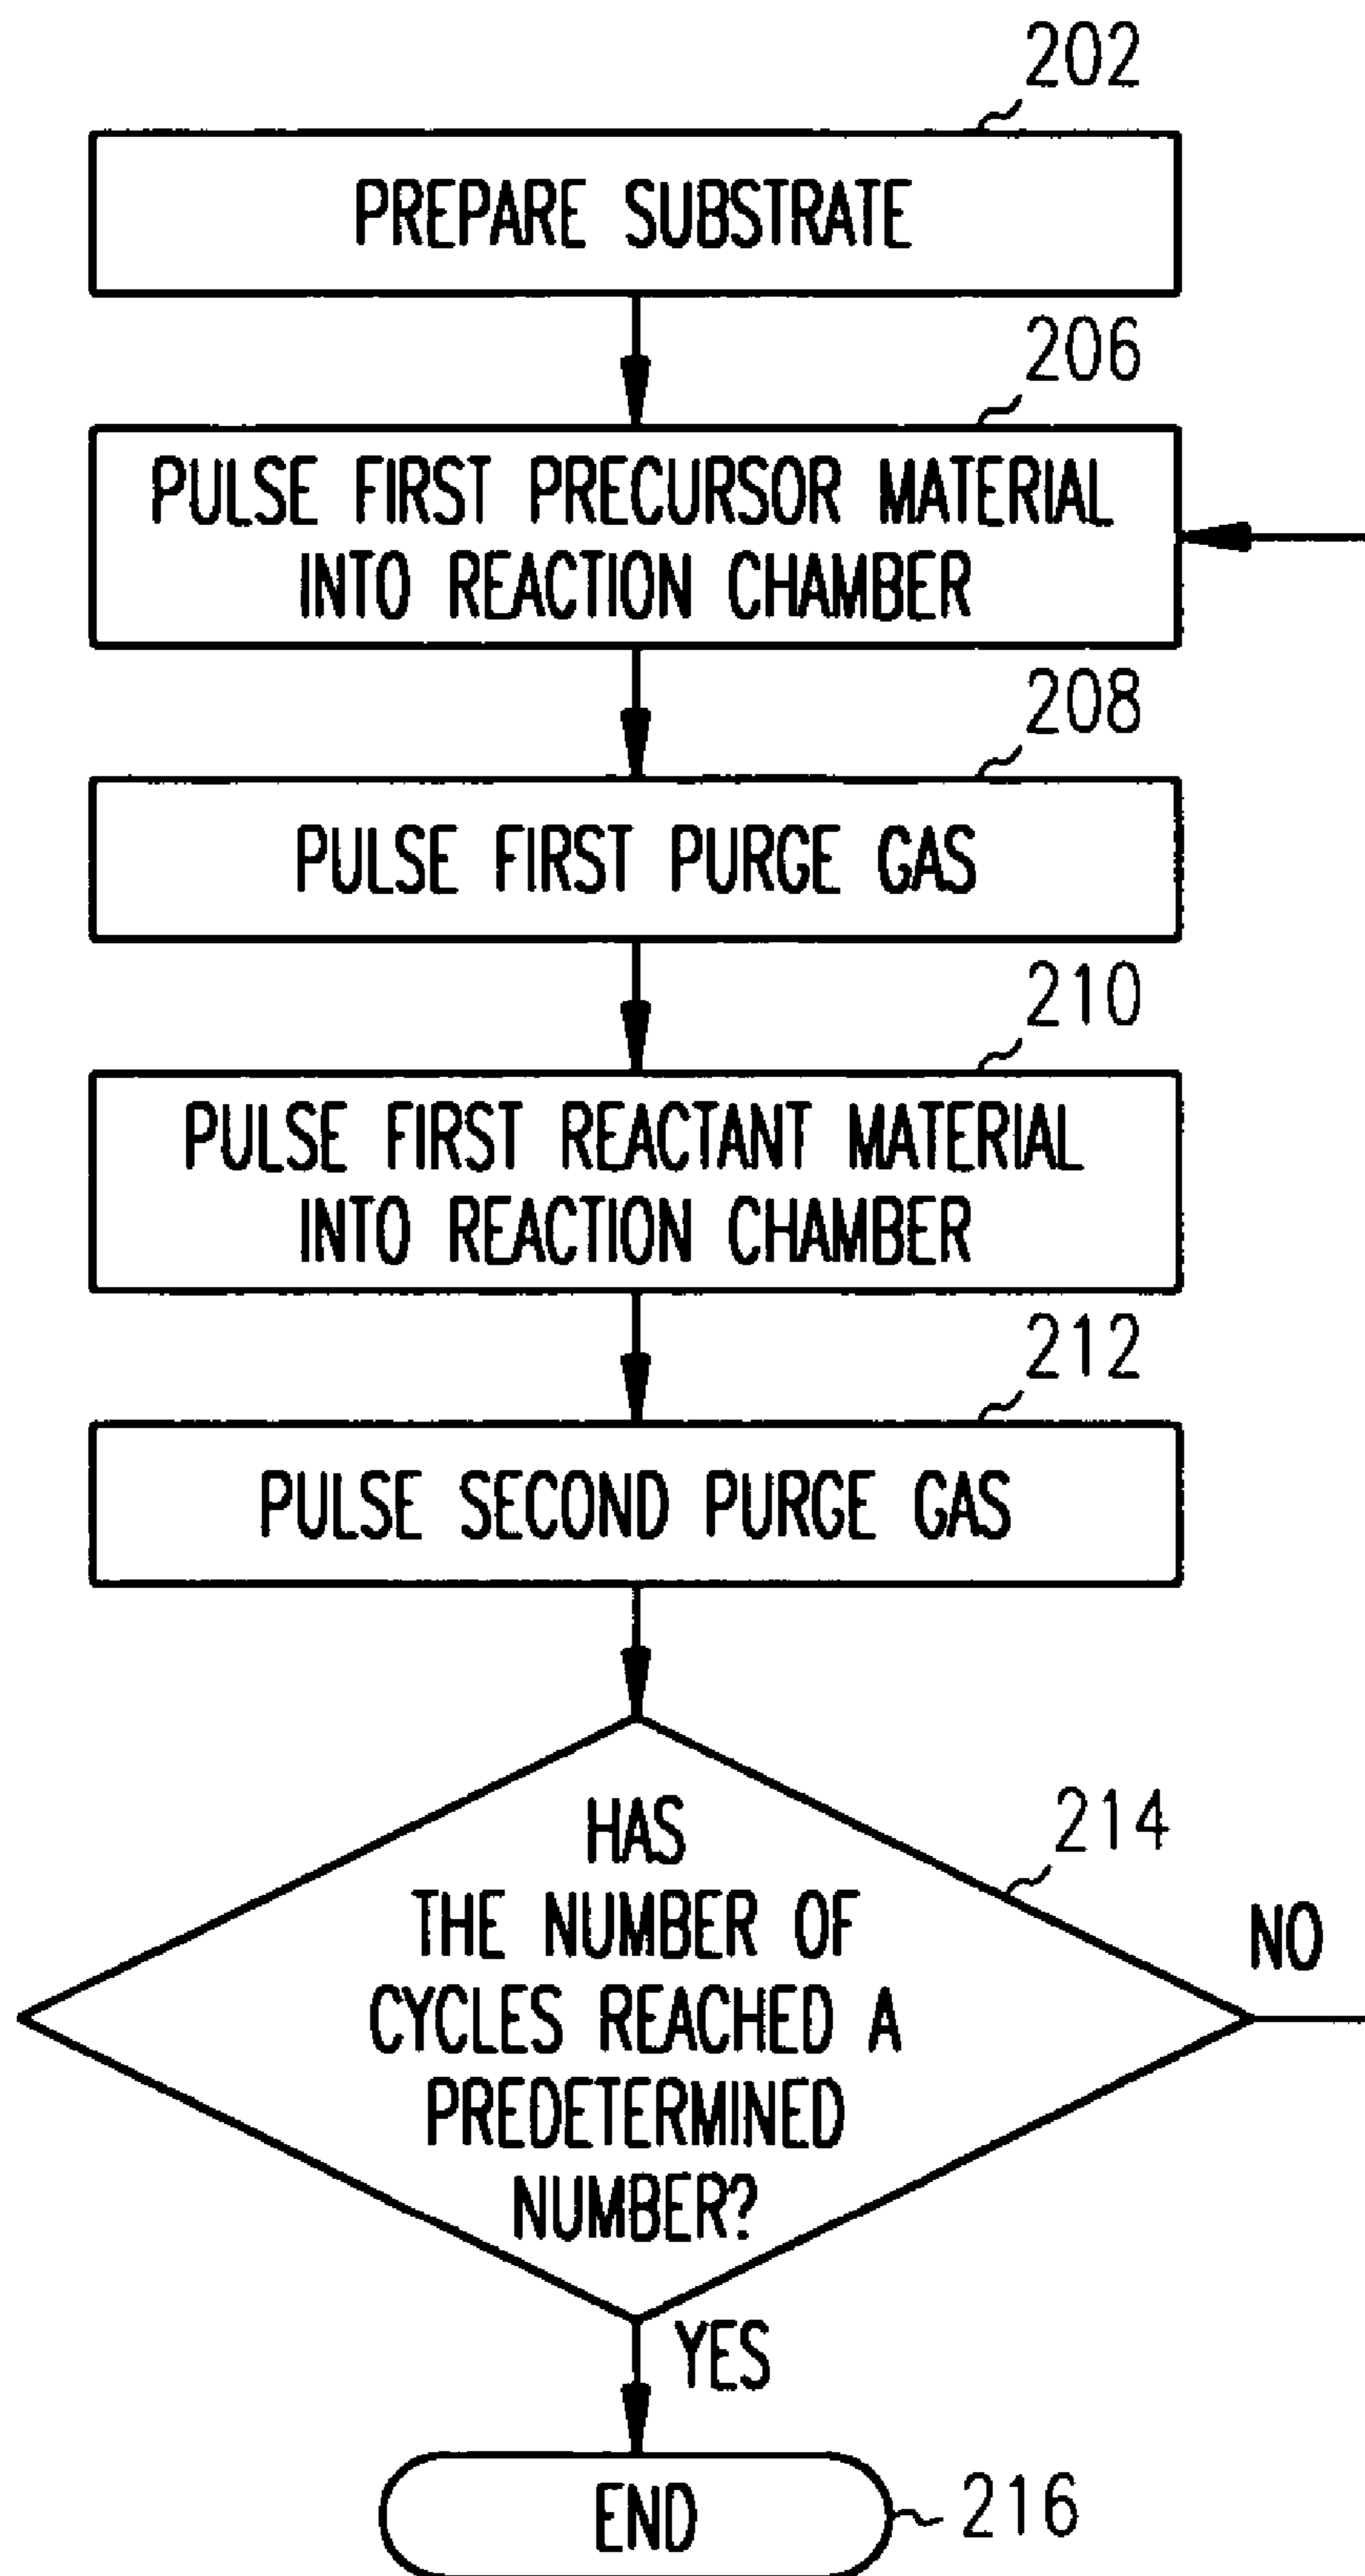 202
PREPARE SUBSTRATE
206
PULSE FIRST PRECURSOR MATERIAL
INTO REACTION CHAMBER
208
PULSE FIRST PURGE GAS
210
PULSE FIRST REACTANT MATERIAL
INTO REACTION CHAMBER
212
PULSE SECOND PURGE GAS
214
HAS
THE NUMBER OF
CYCLES REACHED A
PREDETERMINED
NUMBER?
NO
YES
END
216